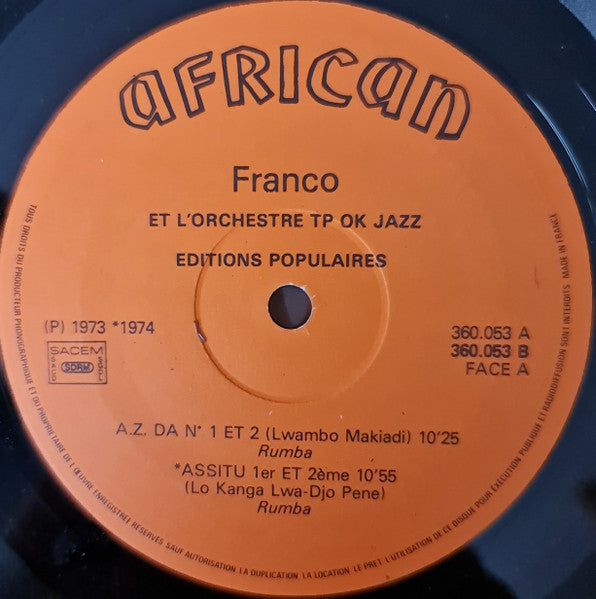 african
Franco
ET L'ORCHESTRE TP OK JAZZ
EDITIONS POPULAIRES
(P) 1973 *1974
360.053 A
360.053 B
FACE A
SACEM
SDRM
A.Z. DA N° 1 ET 2 (Lwambo Makiadi) 10'25
Rumba
*ASSITU 1er ET 2ème 10'55
(Lo Kanga Lwa-Djo Pene)
Rumba
TOUS DROITS DU PRODUCTEUR PHONOGRAPHIQUE ET DU PROPRIETAIRE DE L'ŒUVRE ENREGISTREE RESERVES SAUF AUTORISATION LA DUPLICATION LA LOCATION LE PRET L'UTILISATION DE CE DISQUE POUR EXECUTION PUBLIQUE ET RADIODIFFUSION SONT INTERDITS MADE IN FRANCE